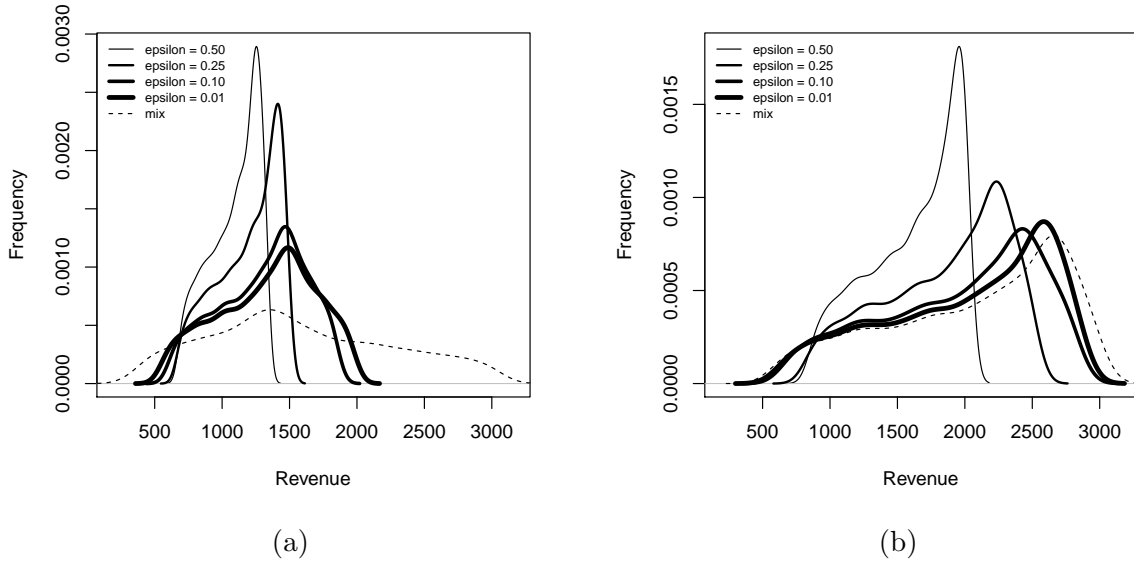 0.0000 0.0010 0.0020 0.0030
Frequency
epsilon = 0.50
epsilon = 0.25
epsilon = 0.10
epsilon = 0.01
mix
500 1000 1500 2000 2500 3000
Revenue
(a)
0.0000 0.0005 0.0010 0.0015
Frequency
epsilon = 0.50
epsilon = 0.25
epsilon = 0.10
epsilon = 0.01
mix
500 1000 1500 2000 2500 3000
Revenue
(b)